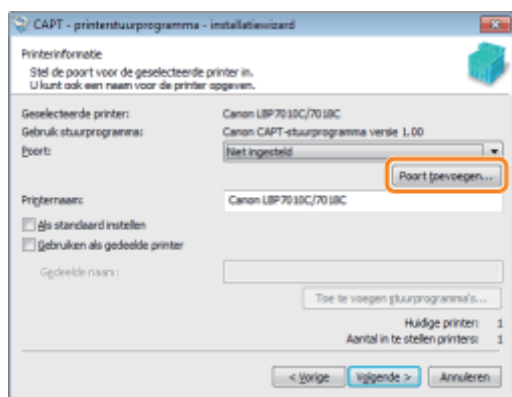 CAPT - printerstuurprogramma - installatiewizard
Printerinformatie
Stel de poort voor de geselecteerde printer in.
U kunt ook een naam voor de printer opgeven.
Geselecteerde printer: Canon LBP7010C/7018C
Gebruik stuurprogramma: Canon CAPT-stuurprogramma versie 1.00
Poort: Niet ingesteld
Poort toevoegen...
Printernaam: Canon LBP7010C/7018C
Als standaard instellen
Gebruiken als gedeelde printer
Gedeelde naam:
Toe te voegen stuurprogramma's...
Huidige printer: 1
Aantal in te stellen printers: 1
< Vorige
Volgende >
Annuleren